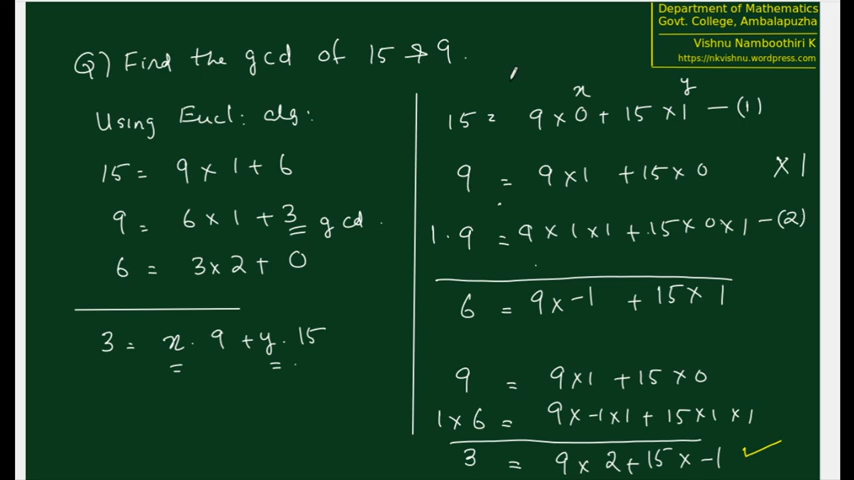 Department of Mathematics
Govt. College, Ambalapuzha
Vishnu Namboothiri K
https://nkvishnu.wordpress.com
Q) Find the gcd of 15 & 9.
Using Eucl: alg:
15 = 9 × 1 + 6
9 = 6 × 1 + 3 gcd.
6 = 3 × 2 + 0
3 = x · 9 + y · 15
x y
15 = 9 × 0 + 15 × 1 — (1)
9 = 9 × 1 + 15 × 0 × 1
1 · 9 = 9 × 1 × 1 + 15 × 0 × 1 — (2)
6 = 9 × -1 + 15 × 1
9 = 9 × 1 + 15 × 0
1 × 6 = 9 × -1 × 1 + 15 × 1 × 1
3 = 9 × 2 + 15 × -1 ✓